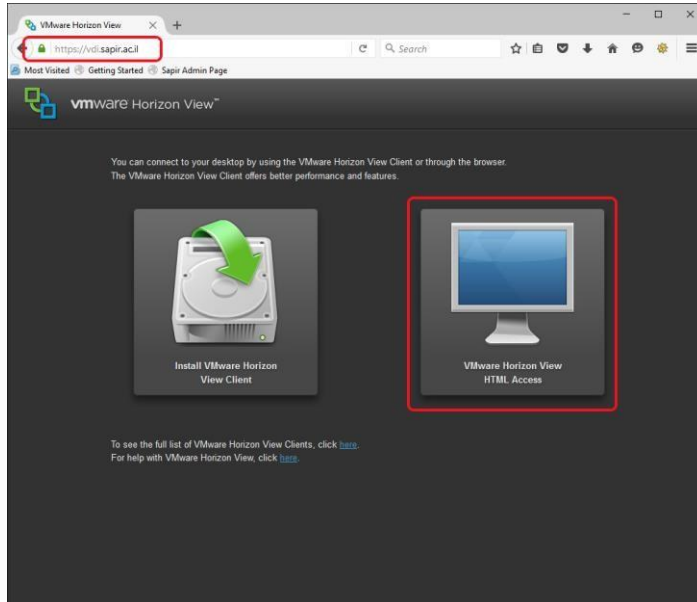 VMware Horizon View
https://vdi.sapir.ac.il
Search
Most Visited
Getting Started
Sapir Admin Page
vmware Horizon View™
You can connect to your desktop by using the VMware Horizon View Client or through the browser.
The VMware Horizon View Client offers better performance and features.
Install VMware Horizon
View Client
VMware Horizon View
HTML Access
To see the full list of VMware Horizon View Clients, click here.
For help with VMware Horizon View, click here.